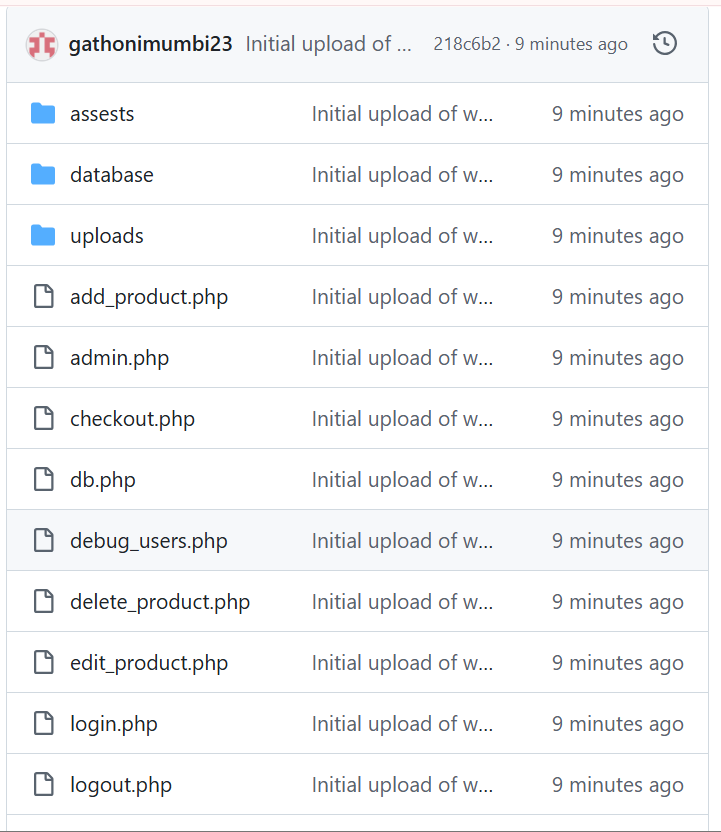 gathonimumbi23 Initial upload of ... 218c6b2 · 9 minutes ago
assests Initial upload of w... 9 minutes ago
database Initial upload of w... 9 minutes ago
uploads Initial upload of w... 9 minutes ago
add_product.php Initial upload of w... 9 minutes ago
admin.php Initial upload of w... 9 minutes ago
checkout.php Initial upload of w... 9 minutes ago
db.php Initial upload of w... 9 minutes ago
debug_users.php Initial upload of w... 9 minutes ago
delete_product.php Initial upload of w... 9 minutes ago
edit_product.php Initial upload of w... 9 minutes ago
login.php Initial upload of w... 9 minutes ago
logout.php Initial upload of w... 9 minutes ago